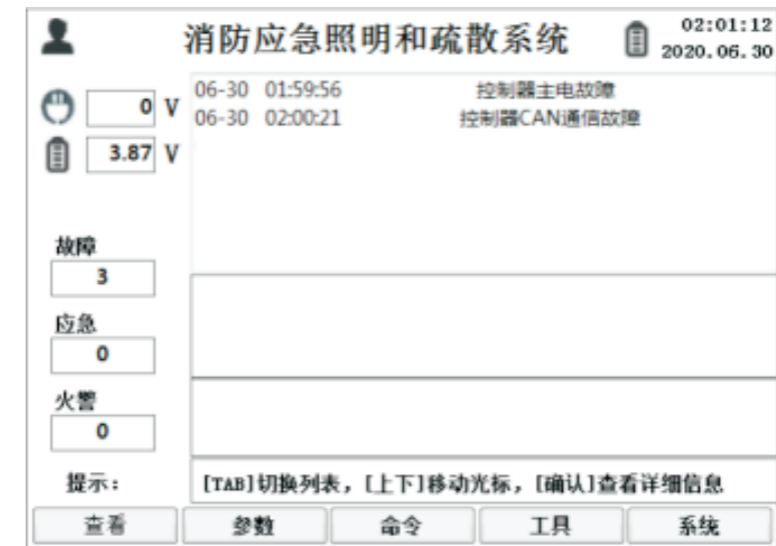 消防应急照明和疏散系统
02:01:12
2020.06.30
0 V
3.87 V
06-30 01:59:56 控制器主电故障
06-30 02:00:21 控制器CAN通信故障
故障
3
应急
0
火警
0
提示: [TAB]切换列表, [上下]移动光标, [确认]查看详细信息
查看 参数 命令 工具 系统